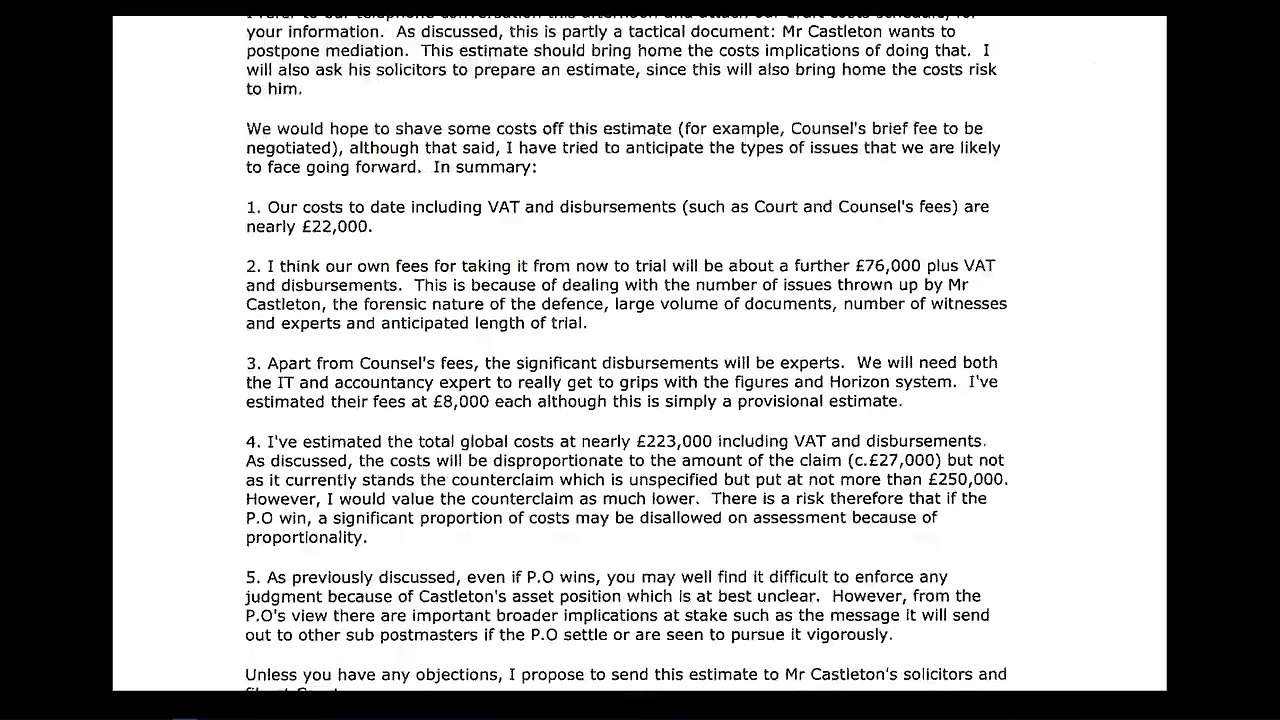 I refer to our telephone conversation this afternoon and attach our draft costs schedule, for
your information. As discussed, this is partly a tactical document: Mr Castleton wants to
postpone mediation. This estimate should bring home the costs implications of doing that. I
will also ask his solicitors to prepare an estimate, since this will also bring home the costs risk
to him.
We would hope to shave some costs off this estimate (for example, Counsel's brief fee to be
negotiated), although that said, I have tried to anticipate the types of issues that we are likely
to face going forward. In summary:
1. Our costs to date including VAT and disbursements (such as Court and Counsel's fees) are
nearly £22,000.
2. I think our own fees for taking it from now to trial will be about a further £76,000 plus VAT
and disbursements. This is because of dealing with the number of issues thrown up by Mr
Castleton, the forensic nature of the defence, large volume of documents, number of witnesses
and experts and anticipated length of trial.
3. Apart from Counsel's fees, the significant disbursements will be experts. We will need both
the IT and accountancy expert to really get to grips with the figures and Horizon system. I've
estimated their fees at £8,000 each although this is simply a provisional estimate.
4. I've estimated the total global costs at nearly £223,000 including VAT and disbursements.
As discussed, the costs will be disproportionate to the amount of the claim (c.£27,000) but not
as it currently stands the counterclaim which is unspecified but put at not more than £250,000.
However, I would value the counterclaim as much lower. There is a risk therefore that if the
P.O win, a significant proportion of costs may be disallowed on assessment because of
proportionality.
5. As previously discussed, even if P.O wins, you may well find it difficult to enforce any
judgment because of Castleton's asset position which is at best unclear. However, from the
P.O's view there are important broader implications at stake such as the message it will send
out to other sub postmasters if the P.O settle or are seen to pursue it vigorously.
Unless you have any objections, I propose to send this estimate to Mr Castleton's solicitors and